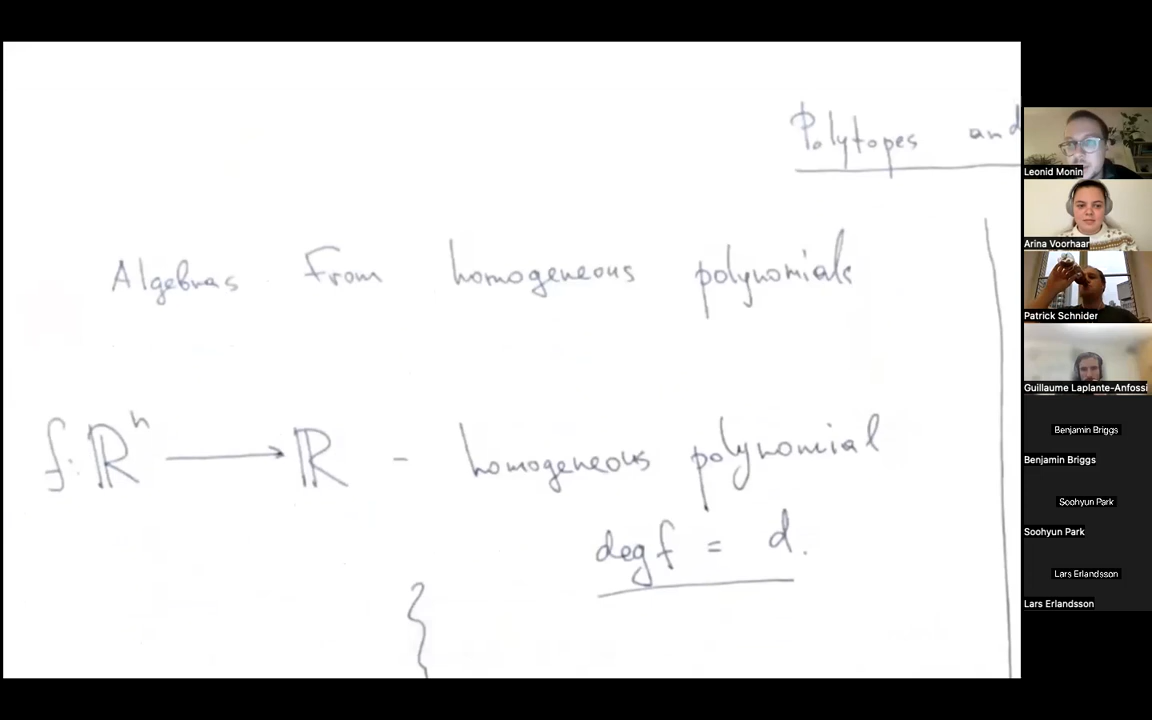 Polytopes and
Algebras from homogeneous polynomials
f: ℝⁿ ⟶ ℝ - homogeneous polynomial
deg f = d.
{
Leonid Monin
Arina Voorhaar
Patrick Schnider
Guillaume Laplante-Anfossi
Benjamin Briggs
Benjamin Briggs
Soohyun Park
Soohyun Park
Lars Erlandsson
Lars Erlandsson